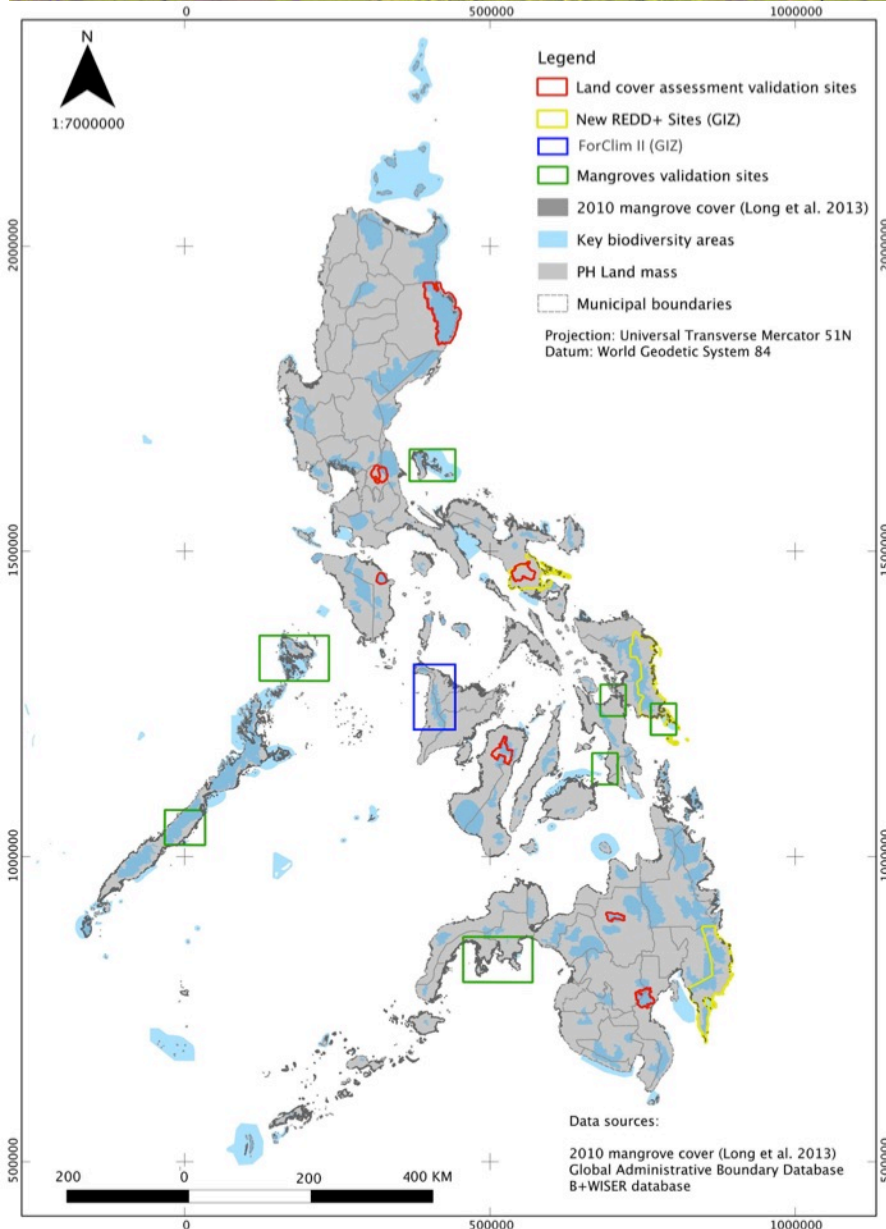 0
500000
1000000
N
1:7000000
Legend
Land cover assessment validation sites
New REDD+ Sites (GIZ)
ForClim II (GIZ)
Mangroves validation sites
2010 mangrove cover (Long et al. 2013)
Key biodiversity areas
PH Land mass
Municipal boundaries
Projection: Universal Transverse Mercator 51N
Datum: World Geodetic System 84
2000000
2000000
1500000
1500000
1000000
1000000
500000
500000
Data sources:
2010 mangrove cover (Long et al. 2013)
Global Administrative Boundary Database
B+WISER database
200
0
200
400 KM
0
500000
1000000